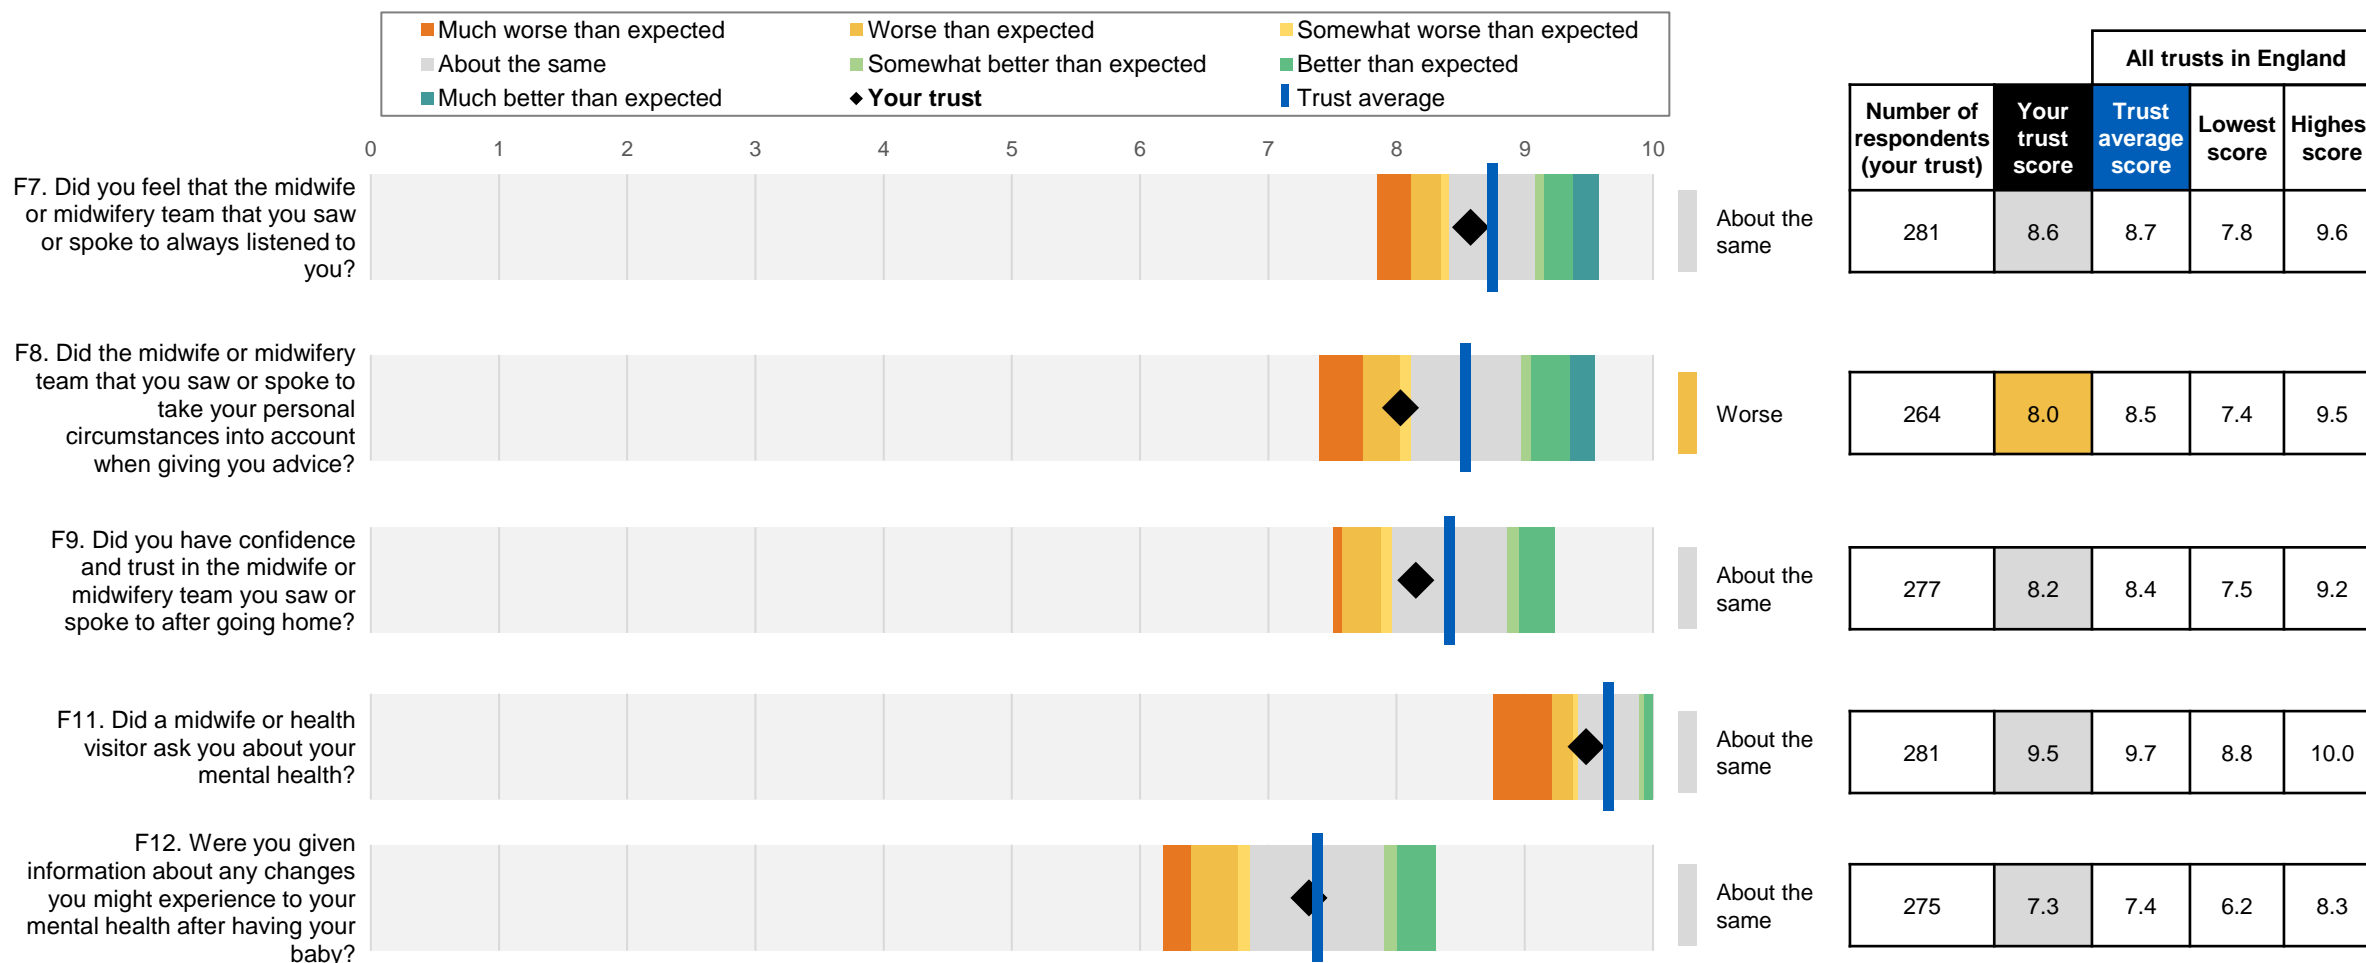 Much worse than expected
Worse than expected
Somewhat worse than expected
About the same
Somewhat better than expected
Better than expected
Much better than expected
Your trust
Trust average
All trusts in England
Number of
respondents
(your trust)
Your
trust
score
Trust
average
score
Lowest
score
Highes
score
0 1 2 3 4 5 6 7 8 9 10
F7. Did you feel that the midwife
or midwifery team that you saw
or spoke to always listened to
you?
About the
same
281 8.6 8.7 7.8 9.6
F8. Did the midwife or midwifery
team that you saw or spoke to
take your personal
circumstances into account
when giving you advice?
Worse
264 8.0 8.5 7.4 9.5
F9. Did you have confidence
and trust in the midwife or
midwifery team you saw or
spoke to after going home?
About the
same
277 8.2 8.4 7.5 9.2
F11. Did a midwife or health
visitor ask you about your
mental health?
About the
same
281 9.5 9.7 8.8 10.0
F12. Were you given
information about any changes
you might experience to your
mental health after having your
baby?
About the
same
275 7.3 7.4 6.2 8.3